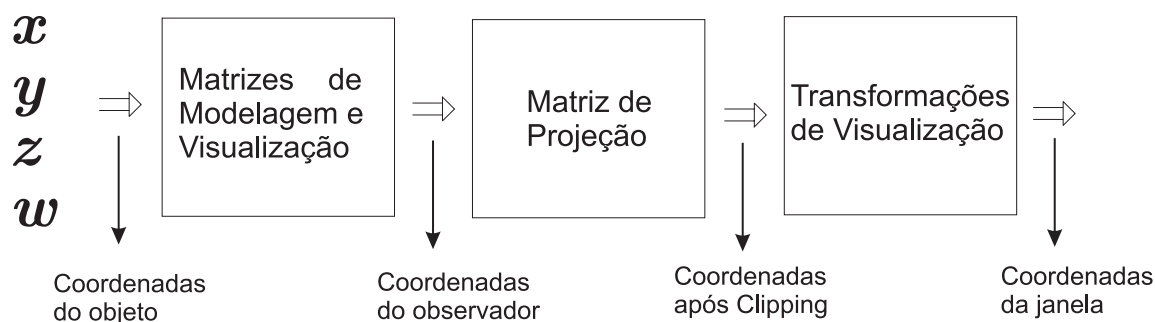 x
y
z
w
Matrizes de
Modelagem e
Visualização
Matriz de
Projeção
Transformações
de Visualização
Coordenadas
do objeto
Coordenadas
do observador
Coordenadas
após Clipping
Coordenadas
da janela